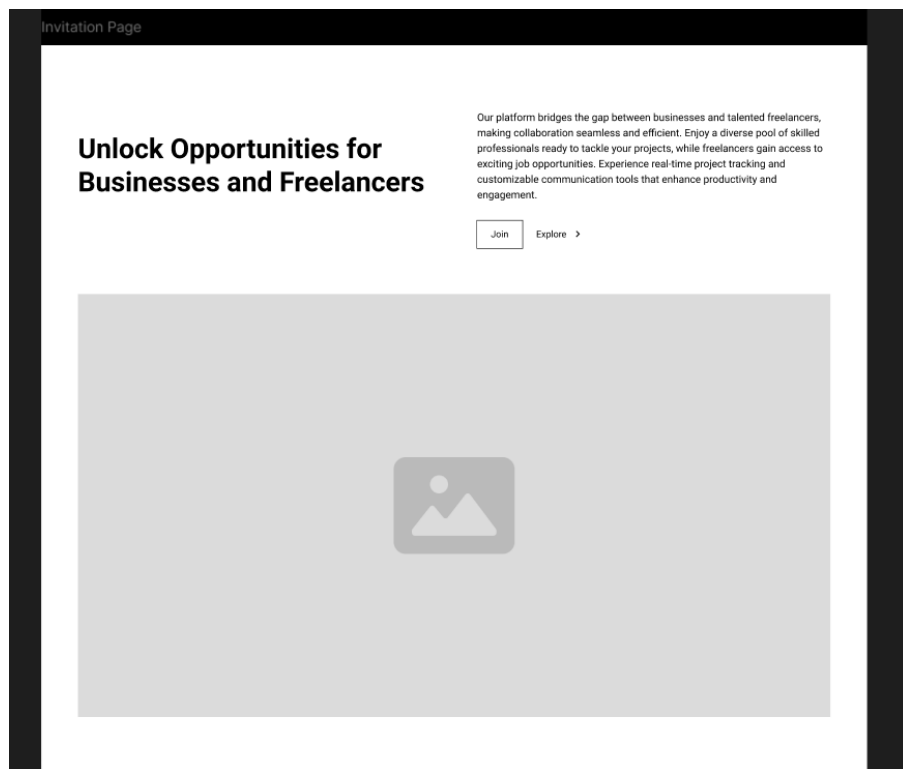 Invitation Page
Unlock Opportunities for
Businesses and Freelancers
Our platform bridges the gap between businesses and talented freelancers,
making collaboration seamless and efficient. Enjoy a diverse pool of skilled
professionals ready to tackle your projects, while freelancers gain access to
exciting job opportunities. Experience real-time project tracking and
customizable communication tools that enhance productivity and
engagement.
Join
Explore